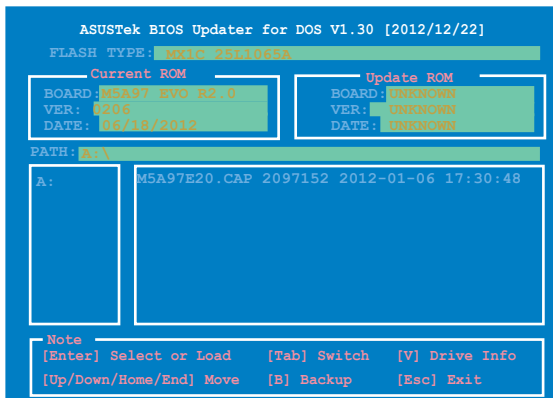 ASUSTek BIOS Updater for DOS V1.30 [2012/12/22]
FLASH TYPE: MX1C 25L1065A
Current ROM
BOARD: M5A97 EVO R2.0
VER: 0206
DATE: 06/18/2012
Update ROM
BOARD: UNKNOWN
VER: UNKNOWN
DATE: UNKNOWN
PATH: A:\
A:
M5A97E20.CAP 2097152 2012-01-06 17:30:48
Note
[Enter] Select or Load [Tab] Switch [V] Drive Info
[Up/Down/Home/End] Move [B] Backup [Esc] Exit